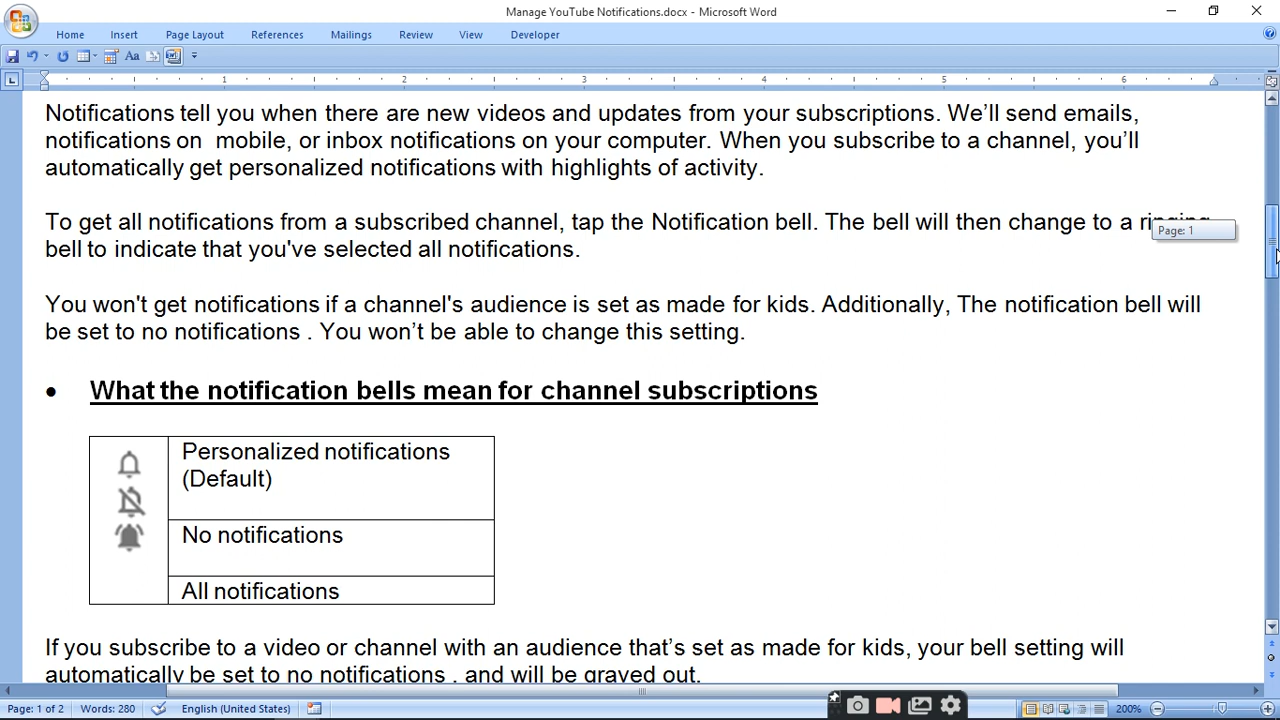 Manage YouTube Notifications.docx - Microsoft Word
Home Insert Page Layout References Mailings Review View Developer
Aa
1 2 3 4 5 6
Notifications tell you when there are new videos and updates from your subscriptions. We’ll send emails,
notifications on  mobile, or inbox notifications on your computer. When you subscribe to a channel, you’ll
automatically get personalized notifications with highlights of activity.
To get all notifications from a subscribed channel, tap the Notification bell. The bell will then change to a ringing
Page: 1
bell to indicate that you've selected all notifications.
You won't get notifications if a channel's audience is set as made for kids. Additionally, The notification bell will
be set to no notifications . You won’t be able to change this setting.
• What the notification bells mean for channel subscriptions
Personalized notifications
(Default)
No notifications
All notifications
If you subscribe to a video or channel with an audience that’s set as made for kids, your bell setting will
automatically be set to no notifications , and will be grayed out.
Page: 1 of 2 Words: 280 English (United States) 200%